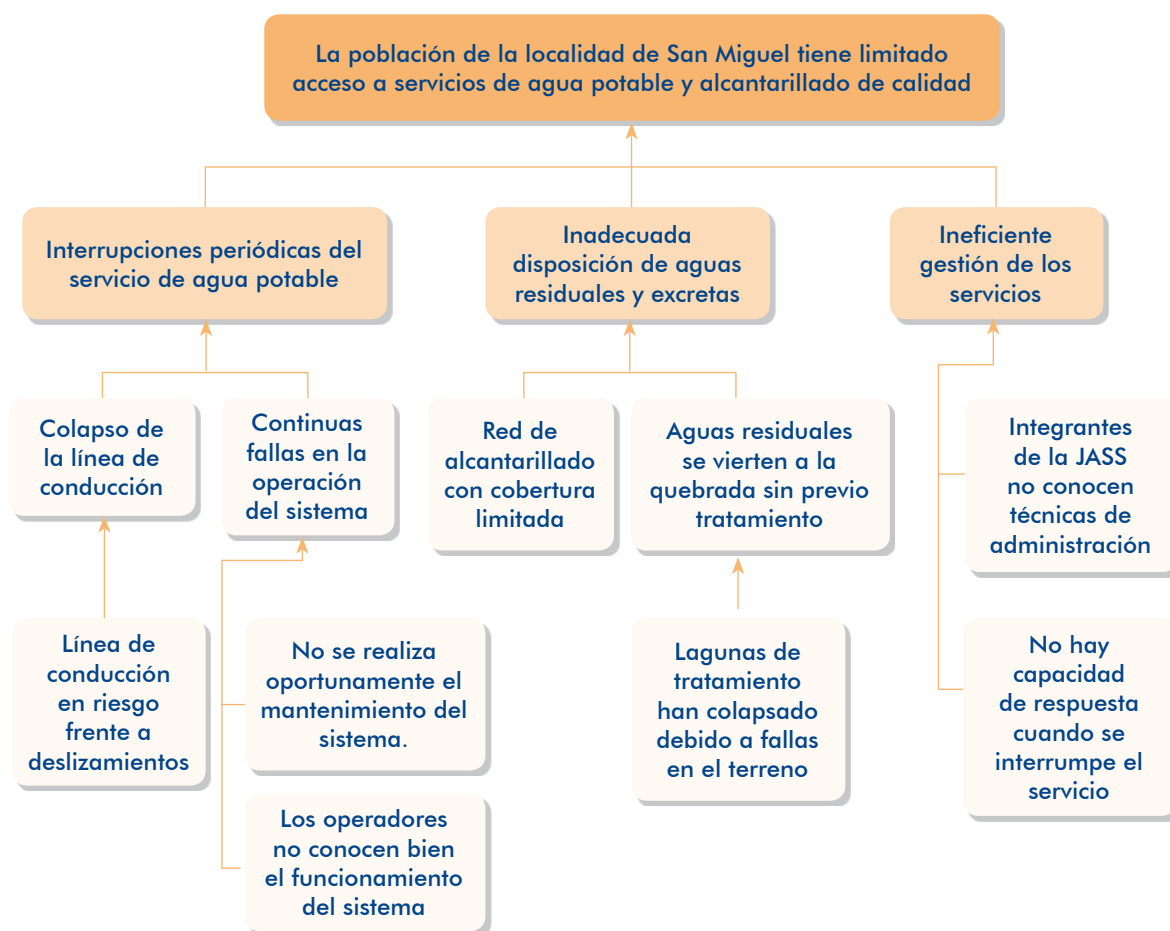 La población de la localidad de San Miguel tiene limitado
acceso a servicios de agua potable y alcantarillado de calidad
Interrupciones periódicas del
servicio de agua potable
Inadecuada
disposición de aguas
residuales y excretas
Ineficiente
gestión de los
servicios
Colapso de
la línea de
conducción
Continuas
fallas en la
operación
del sistema
Red de
alcantarillado
con cobertura
limitada
Aguas residuales
se vierten a la
quebrada sin previo
tratamiento
Integrantes
de la JASS
no conocen
técnicas de
administración
Línea de
conducción
en riesgo
frente a
deslizamientos
No se realiza
oportunamente el
mantenimiento del
sistema.
Lagunas de
tratamiento
han colapsado
debido a fallas
en el terreno
No hay
capacidad
de respuesta
cuando se
interrumpe el
servicio
Los operadores
no conocen bien
el funcionamiento
del sistema